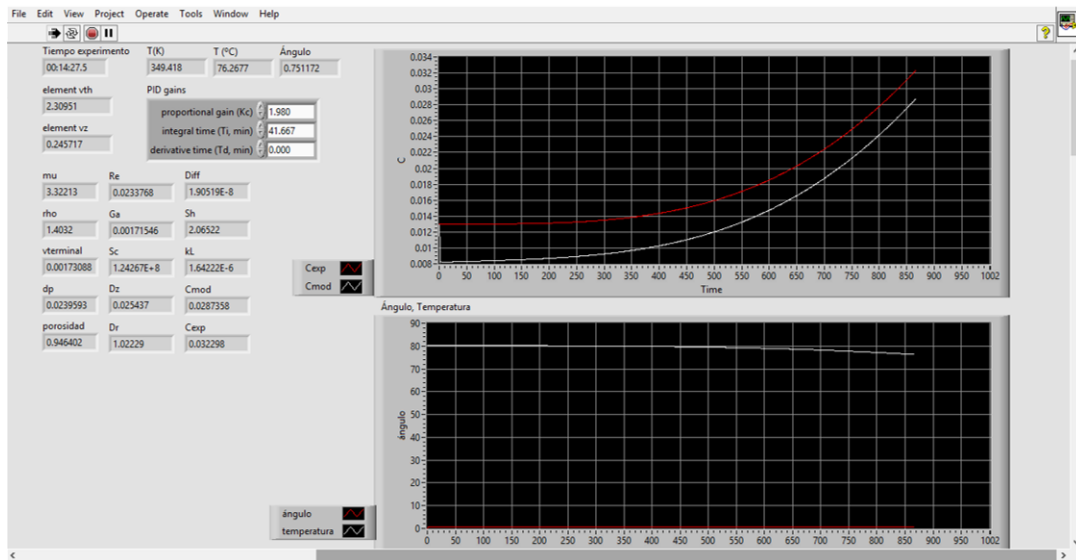 File Edit View Project Operate Tools Window Help
Tiempo experimento T(K) T (ºC) Ángulo
00:14:27.5 349.418 76.2677 0.751172
element vth PID gains
2.30951
proportional gain (Kc) 1.980
element vz
integral time (Ti, min) 41.667
0.245717
derivative time (Td, min) 0.000
mu Re Diff
3.32213 0.0233768 1.90519E-8
rho Ga Sh
1.4032 0.00171546 2.06522
vterminal Sc kL
0.00173088 1.24267E+8 1.64222E-6
dp Dz Cmod
0.0239593 0.025437 0.0287358
porosidad Dr Cexp
0.946402 1.02229 0.032298
Cexp
Cmod
0.034
0.032
0.03
0.028
0.026
0.024
0.022
0.02
0.018
0.016
0.014
0.012
0.01
0.008
C
0 50 100 150 200 250 300 350 400 450 500 550 600 650 700 750 800 850 900 950 1002
Time
Ángulo, Temperatura
90
80
70
60
50
40
30
20
10
0
ángulo
0 50 100 150 200 250 300 350 400 450 500 550 600 650 700 750 800 850 900 950 1002
ángulo
temperatura